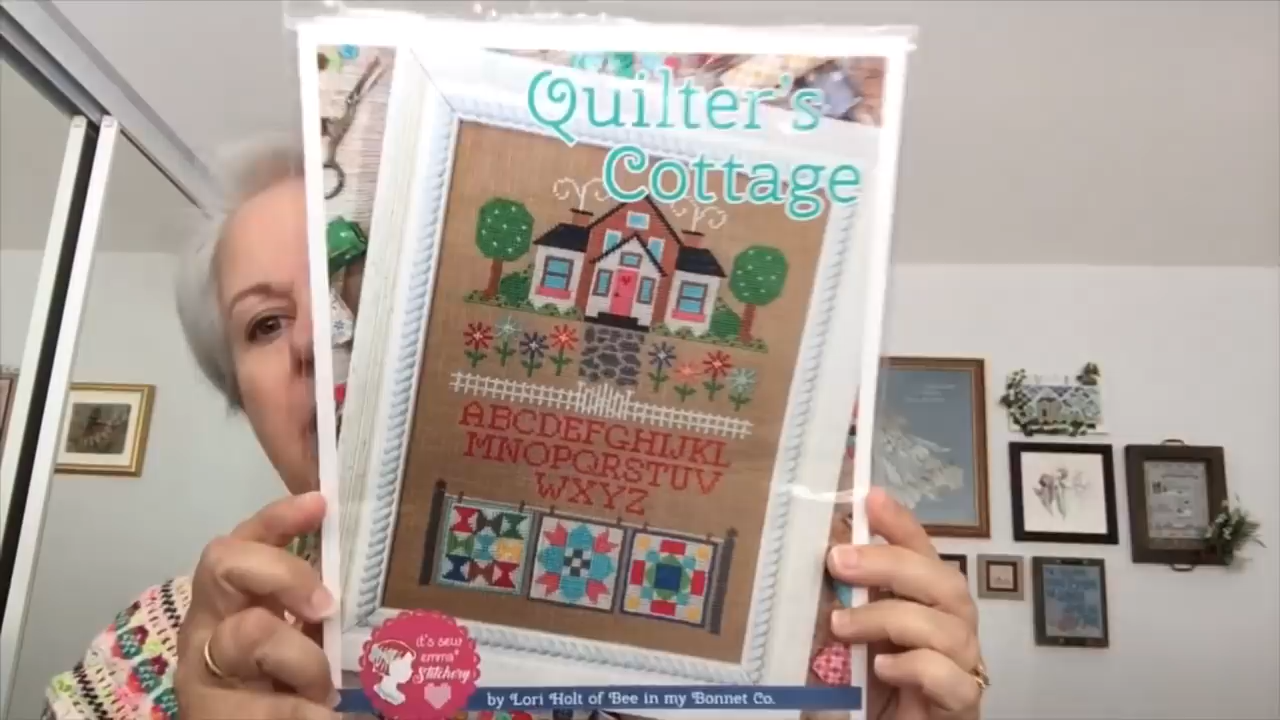 Quilter's
Cottage
ABCDEFGHIJKL
MNOPQRSTUV
WXYZ
it's sew
emma
Stitchery
by Lori Holt of Bee in my Bonnet Co.